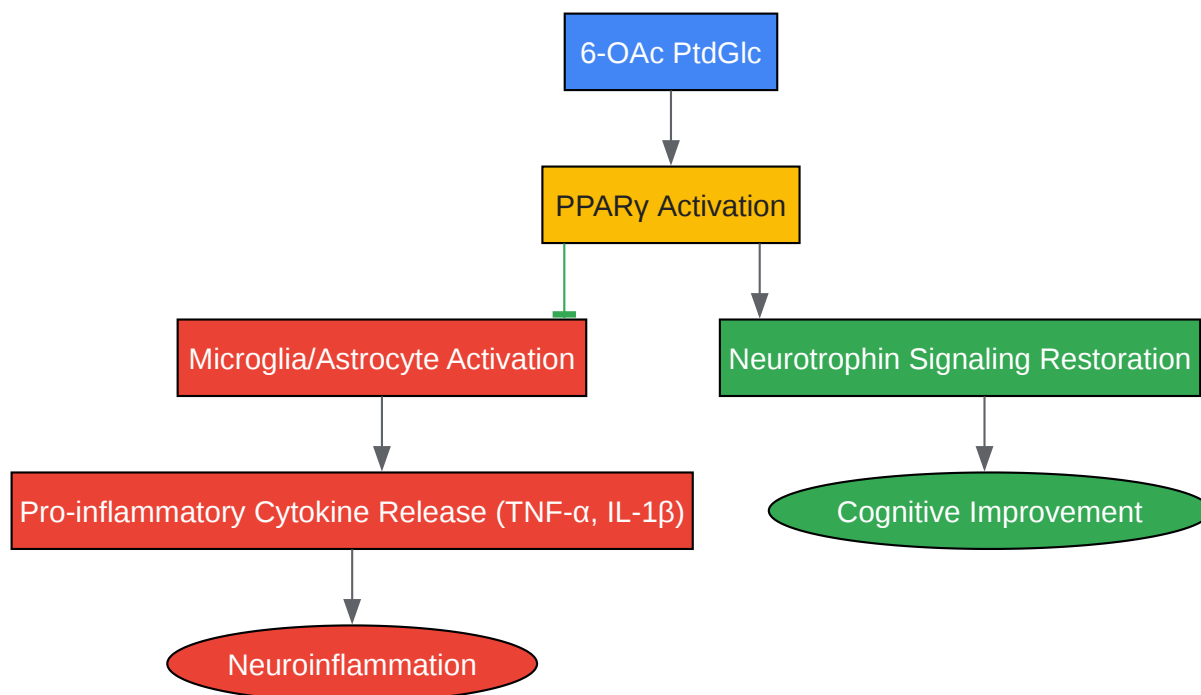 6-OAc PtdGlc
PPARγ Activation
Microglia/Astrocyte Activation
Neurotrophin Signaling Restoration
Pro-inflammatory Cytokine Release (TNF-α, IL-1β)
Cognitive Improvement
Neuroinflammation